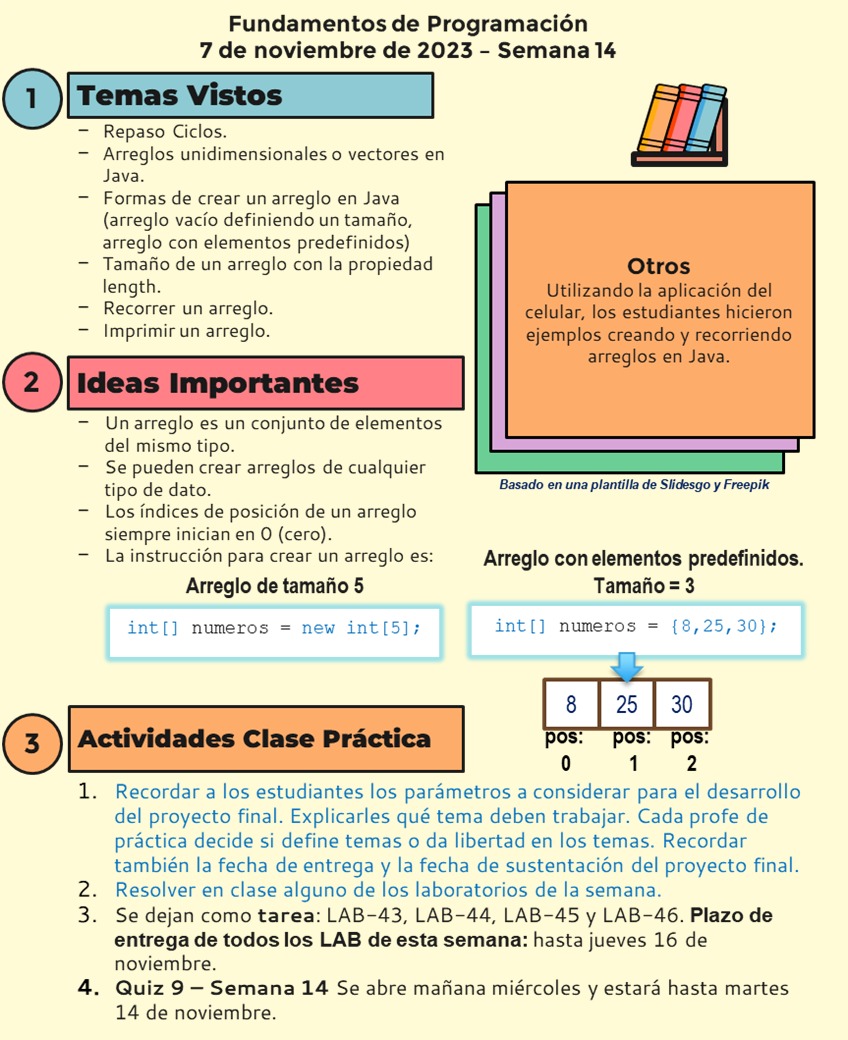 Fundamentos de Programación
7 de noviembre de 2023 – Semana 14
1
Temas Vistos
– Repaso Ciclos.
– Arreglos unidimensionales o vectores en
Java.
– Formas de crear un arreglo en Java
(arreglo vacío definiendo un tamaño,
arreglo con elementos predefinidos)
– Tamaño de un arreglo con la propiedad
length.
– Recorrer un arreglo.
– Imprimir un arreglo.
Otros
Utilizando la aplicación del
celular, los estudiantes hicieron
ejemplos creando y recorriendo
arreglos en Java.
Basado en una plantilla de Slidesgo y Freepik
2
Ideas Importantes
– Un arreglo es un conjunto de elementos
del mismo tipo.
– Se pueden crear arreglos de cualquier
tipo de dato.
– Los índices de posición de un arreglo
siempre inician en 0 (cero).
– La instrucción para crear un arreglo es:
Arreglo de tamaño 5
int[] numeros = new int[5];
Arreglo con elementos predefinidos.
Tamaño = 3
int[] numeros = {8,25,30};
8 25 30
pos: pos: pos:
0 1 2
3
Actividades Clase Práctica
1. Recordar a los estudiantes los parámetros a considerar para el desarrollo
del proyecto final. Explicarles qué tema deben trabajar. Cada profe de
práctica decide si define temas o da libertad en los temas. Recordar
también la fecha de entrega y la fecha de sustentación del proyecto final.
2. Resolver en clase alguno de los laboratorios de la semana.
3. Se dejan como tarea: LAB-43, LAB-44, LAB-45 y LAB-46. Plazo de
entrega de todos los LAB de esta semana: hasta jueves 16 de
noviembre.
4. Quiz 9 – Semana 14 Se abre mañana miércoles y estará hasta martes
14 de noviembre.